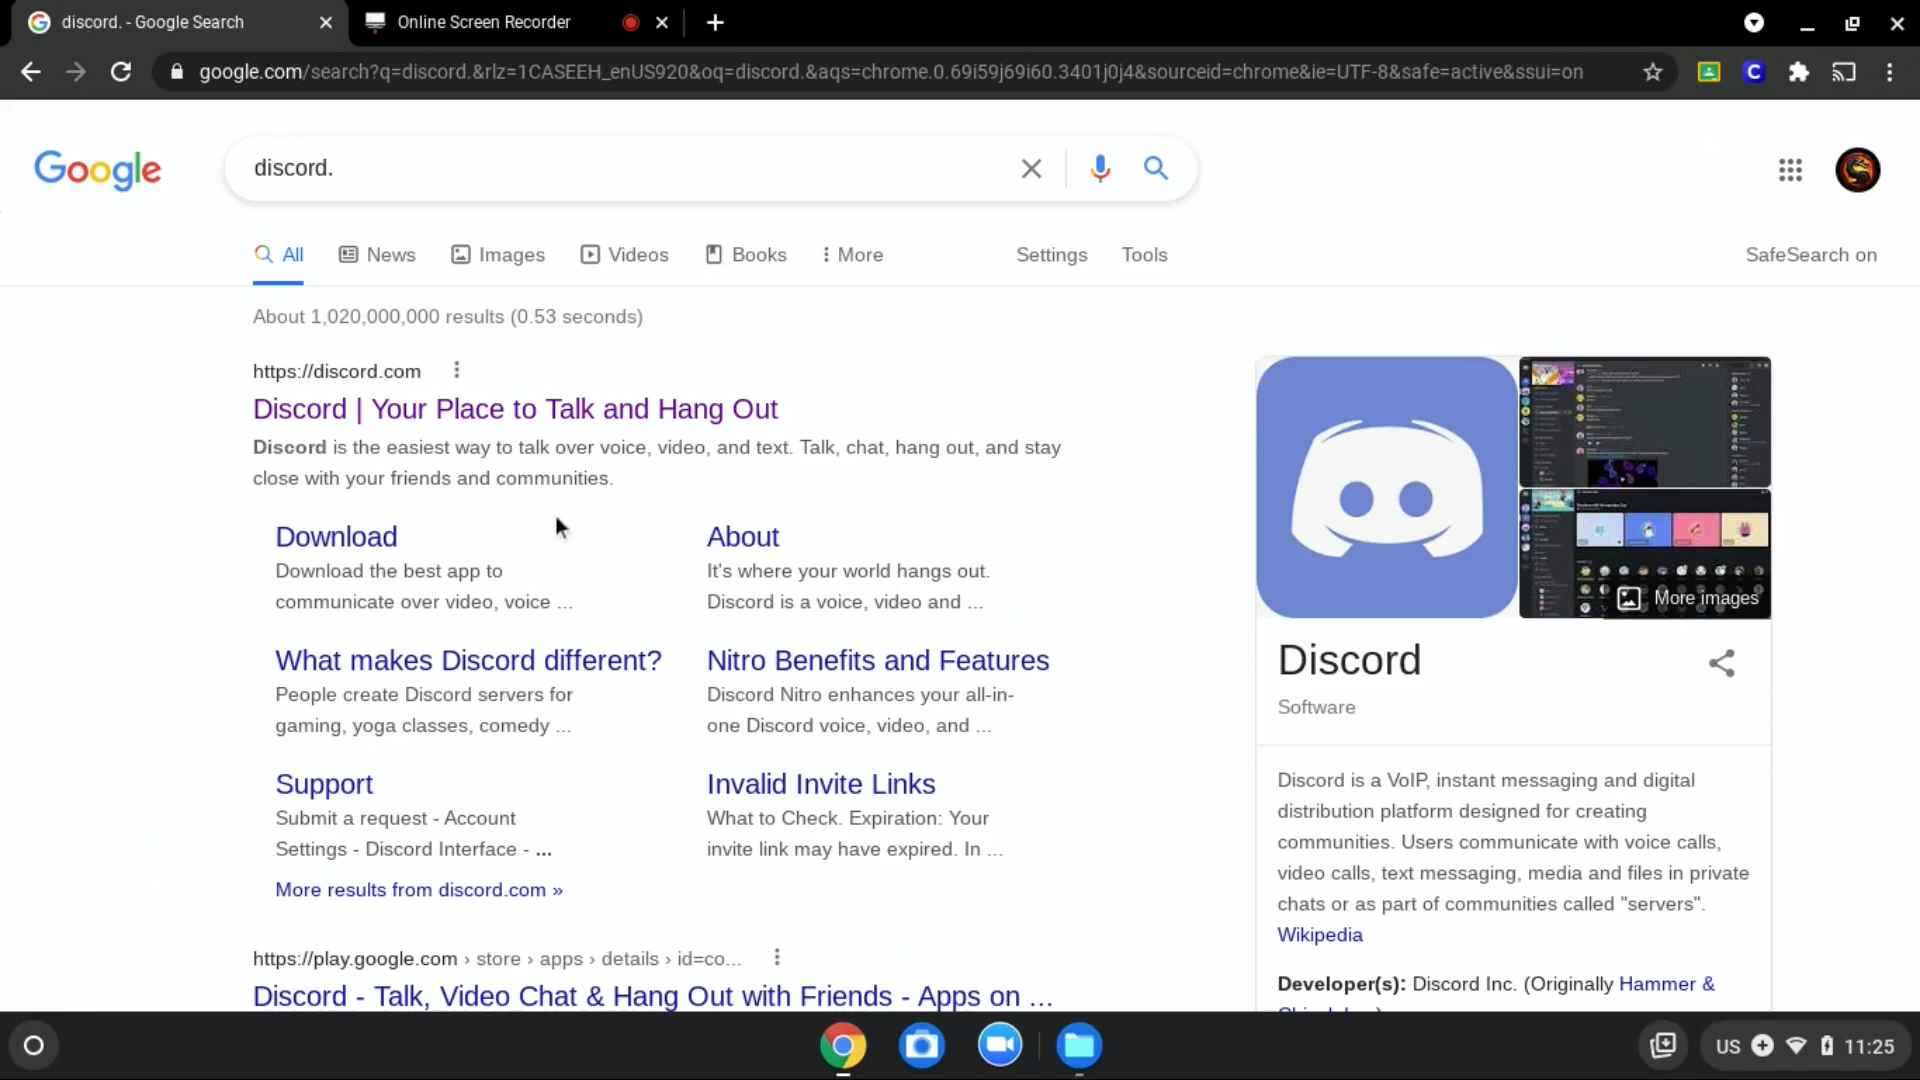 discord. - Google Search
Online Screen Recorder
google.com/search?q=discord.&rlz=1CASEEH_enUS920&oq=discord.&aqs=chrome.0.69i59j69i60.3401j0j4&sourceid=chrome&ie=UTF-8&safe=active&ssui=on
C
Google
discord.
All
News
Images
Videos
Books
More
Settings
Tools
SafeSearch on
About 1,020,000,000 results (0.53 seconds)
https://discord.com
Discord | Your Place to Talk and Hang Out
Discord is the easiest way to talk over voice, video, and text. Talk, chat, hang out, and stay
close with your friends and communities.
Download
Download the best app to
communicate over video, voice ...
About
It's where your world hangs out.
Discord is a voice, video and ...
What makes Discord different?
People create Discord servers for
gaming, yoga classes, comedy ...
Nitro Benefits and Features
Discord Nitro enhances your all-in-
one Discord voice, video, and ...
Support
Submit a request - Account
Settings - Discord Interface - ...
Invalid Invite Links
What to Check. Expiration: Your
invite link may have expired. In ...
More results from discord.com »
https://play.google.com › store › apps › details › id=co...
Discord - Talk, Video Chat & Hang Out with Friends - Apps on ...
More images
Discord
Software
Discord is a VoIP, instant messaging and digital
distribution platform designed for creating
communities. Users communicate with voice calls,
video calls, text messaging, media and files in private
chats or as part of communities called "servers".
Wikipedia
Developer(s): Discord Inc. (Originally Hammer &
US
11:25